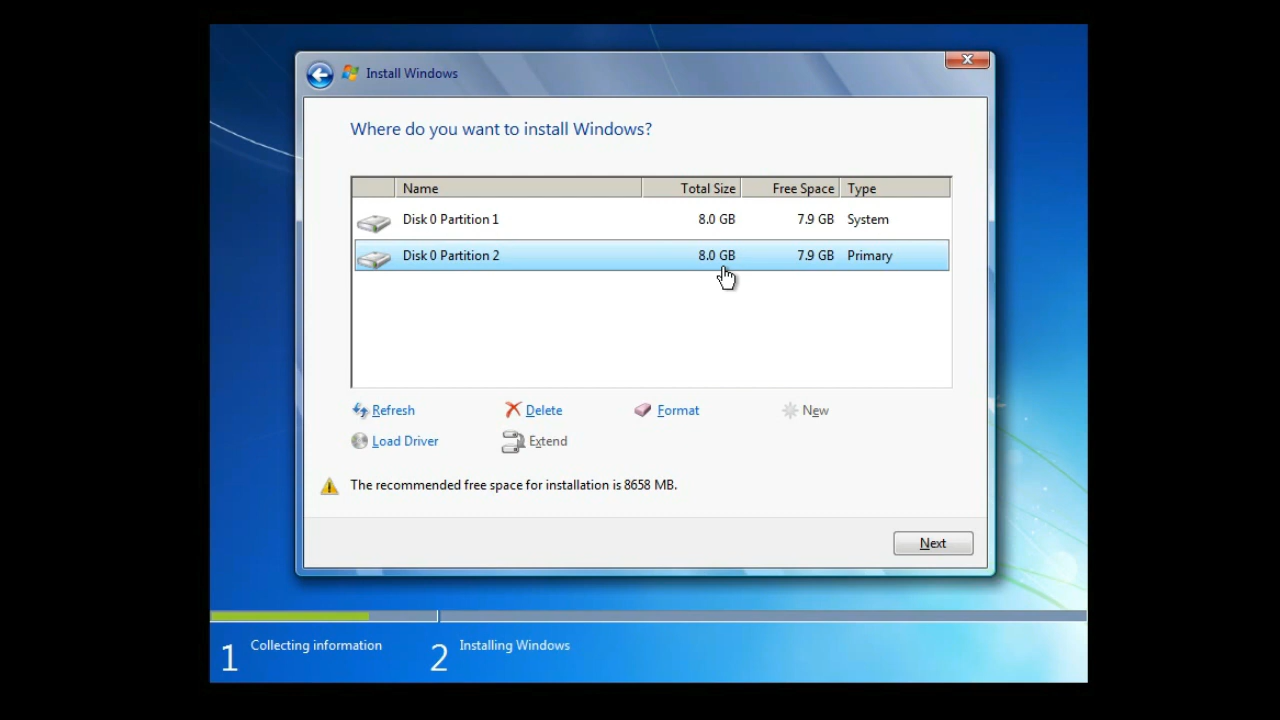 Install Windows
Where do you want to install Windows?
Name Total Size Free Space Type
Disk 0 Partition 1 8.0 GB 7.9 GB System
Disk 0 Partition 2 8.0 GB 7.9 GB Primary
Refresh Delete Format New
Load Driver Extend
The recommended free space for installation is 8658 MB.
Next
1 Collecting information 2 Installing Windows